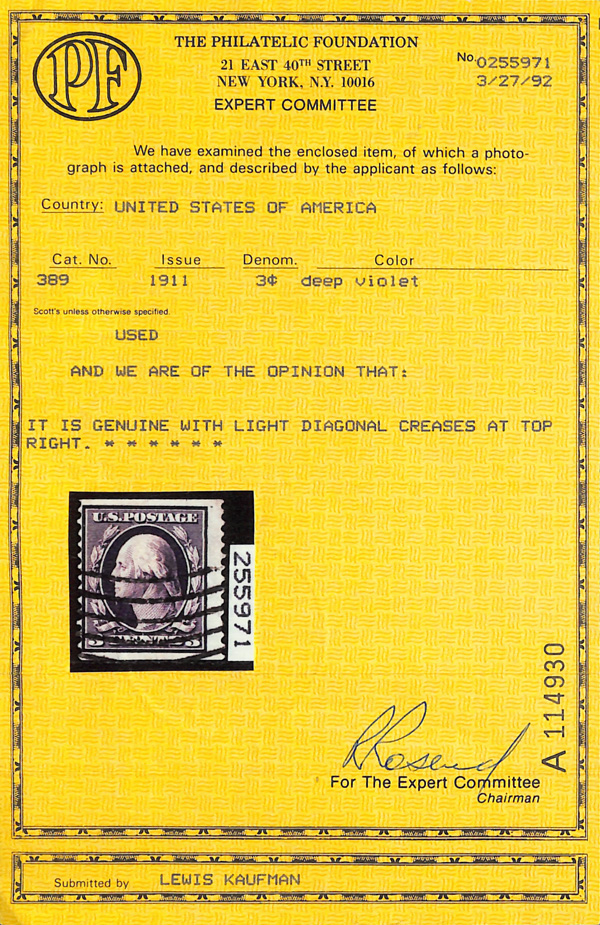 PF
THE PHILATELIC FOUNDATION
21 EAST 40TH STREET
NEW YORK, N.Y. 10016
EXPERT COMMITTEE
No. 0255971
3/27/92
We have examined the enclosed item, of which a photo-
graph is attached, and described by the applicant as follows:
Country: UNITED STATES OF AMERICA
Cat. No. Issue Denom. Color
389 1911 3¢ deep violet
Scott's unless otherwise specified.
USED
AND WE ARE OF THE OPINION THAT:
IT IS GENUINE WITH LIGHT DIAGONAL CREASES AT TOP
RIGHT. * * * * * *
U.S. POSTAGE
3 3
255971
A 114930
For The Expert Committee
Chairman
Submitted by LEWIS KAUFMAN